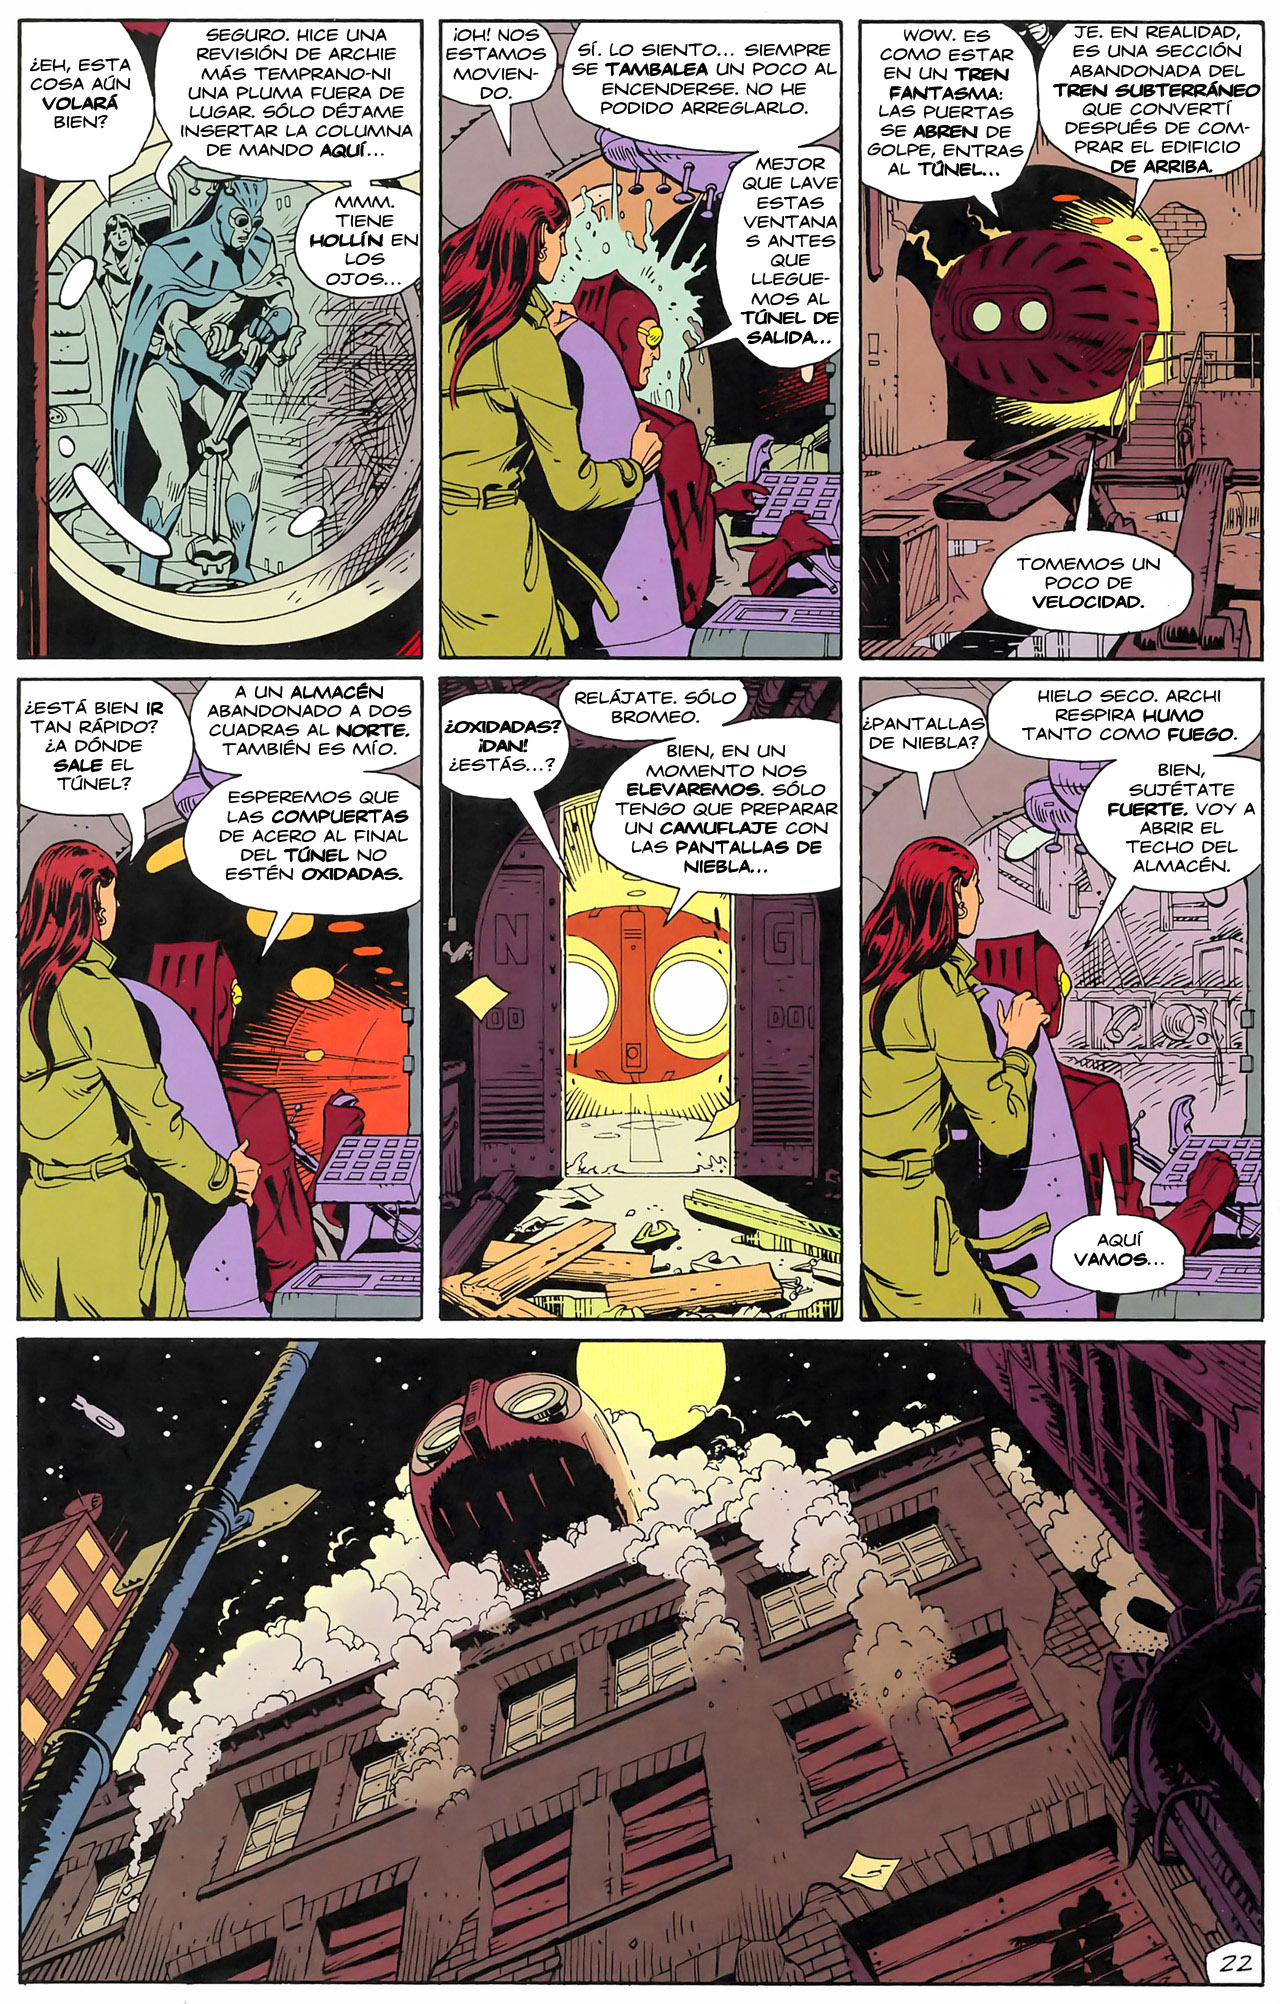 ¿EH, ESTA
COSA AÚN
VOLARÁ
BIEN?
SEGURO. HICE UNA
REVISIÓN DE ARCHIE
MÁS TEMPRANO-NI
UNA PLUMA FUERA DE
LUGAR. SÓLO DÉJAME
INSERTAR LA COLUMNA
DE MANDO AQUÍ...
MMM.
TIENE
HOLLÍN EN
LOS
OJOS...
¡OH! NOS
ESTAMOS
MOVIEN-
DO.
SÍ. LO SIENTO... SIEMPRE
SE TAMBALEA UN POCO AL
ENCENDERSE. NO HE
PODIDO ARREGLARLO.
MEJOR
QUE LAVE
ESTAS
VENTANA
S ANTES
QUE
LLEGUE-
MOS AL
TÚNEL DE
SALIDA...
WOW. ES
COMO ESTAR
EN UN TREN
FANTASMA:
LAS PUERTAS
SE ABREN DE
GOLPE, ENTRAS
AL TÚNEL...
JE. EN REALIDAD,
ES UNA SECCIÓN
ABANDONADA DEL
TREN SUBTERRÁNEO
QUE CONVERTÍ
DESPUÉS DE COM-
PRAR EL EDIFICIO
DE ARRIBA.
TOMEMOS UN
POCO DE
VELOCIDAD.
¿ESTÁ BIEN IR
TAN RÁPIDO?
¿A DÓNDE
SALE EL
TÚNEL?
A UN ALMACÉN
ABANDONADO A DOS
CUADRAS AL NORTE.
TAMBIÉN ES MÍO.
ESPEREMOS QUE
LAS COMPUERTAS
DE ACERO AL FINAL
DEL TÚNEL NO
ESTÉN OXIDADAS.
¿OXIDADAS?
¡DAN!
¿ESTÁS...?
RELÁJATE. SÓLO
BROMEO.
BIEN, EN UN
MOMENTO NOS
ELEVAREMOS. SÓLO
TENGO QUE PREPARAR
UN CAMUFLAJE CON
LAS PANTALLAS DE
NIEBLA...
N
G
OD
DO
¿PANTALLAS
DE NIEBLA?
HIELO SECO. ARCHI
RESPIRA HUMO
TANTO COMO FUEGO.
BIEN,
SUJÉTATE
FUERTE. VOY A
ABRIR EL
TECHO DEL
ALMACÉN.
AQUÍ
VAMOS...
22